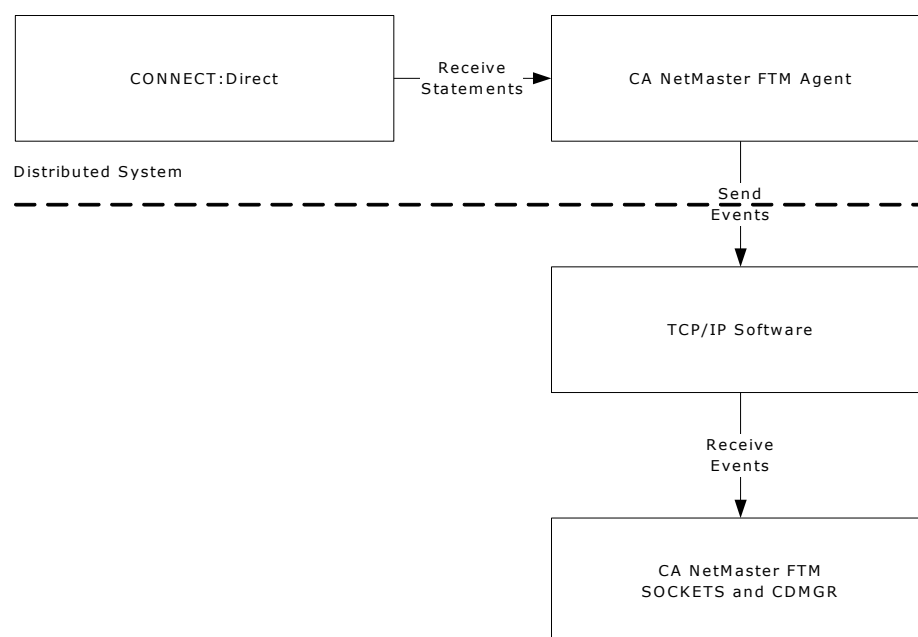 CONNECT:Direct
Receive
Statements
CA NetMaster FTM Agent
Distributed System
Send
Events
TCP/IP Software
Receive
Events
CA NetMaster FTM
SOCKETS and CDMGR